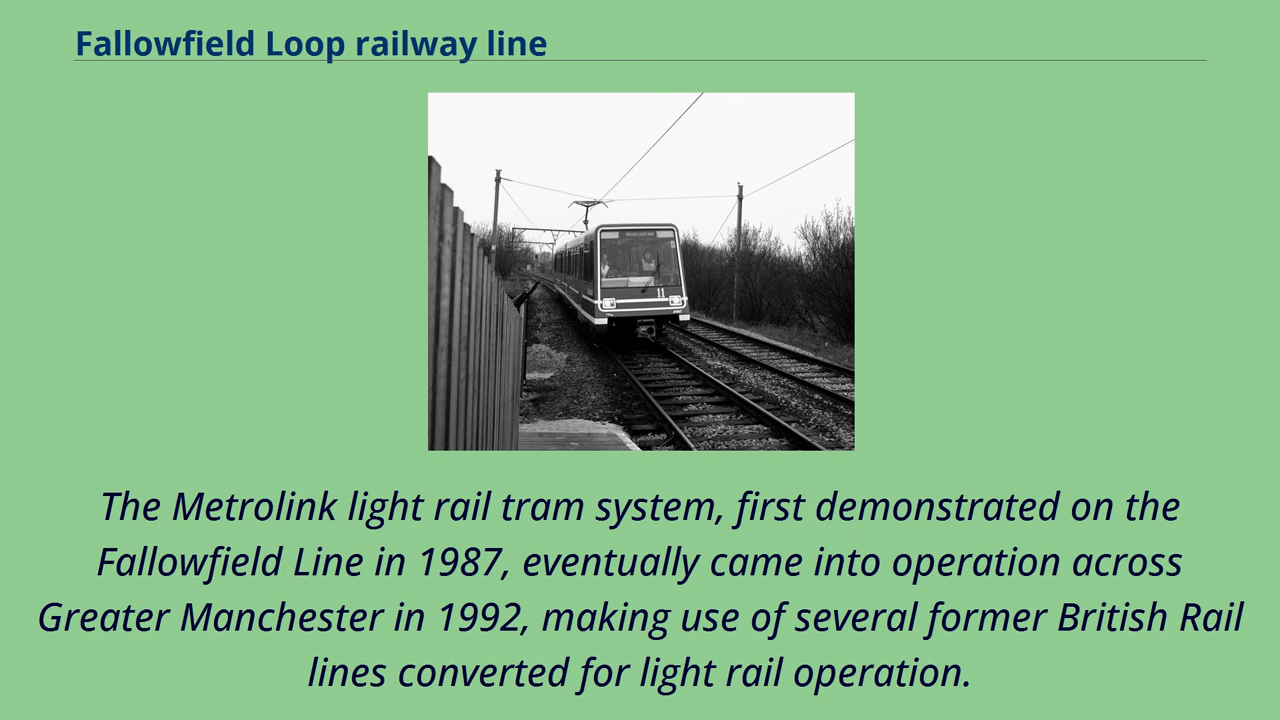 Fallowfield Loop railway line
11
The Metrolink light rail tram system, first demonstrated on the
Fallowfield Line in 1987, eventually came into operation across
Greater Manchester in 1992, making use of several former British Rail
lines converted for light rail operation.